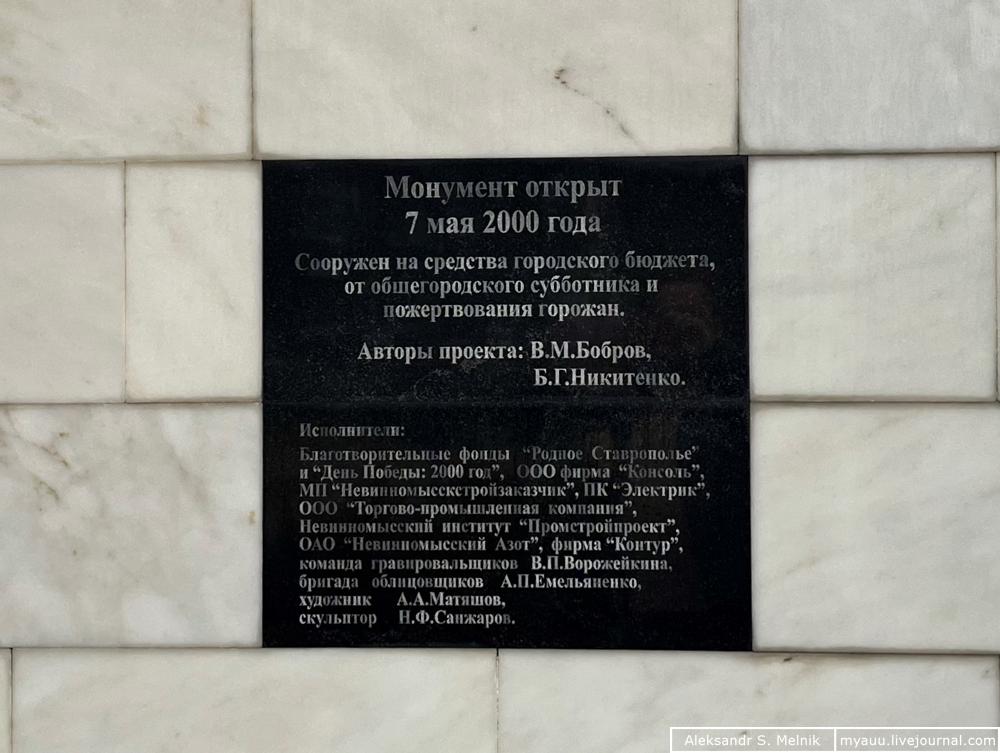 Монумент открыт
7 мая 2000 года
Сооружен на средства городского бюджета,
от общегородского субботника и
пожертвования горожан.
Авторы проекта: В.М.Бобров,
Б.Г.Никитенко.
Исполнители:
Благотворительные фонды "Родное Ставрополье"
и "День Победы: 2000 год", ООО фирма "Консоль",
МП "Невинномысскстройзаказчик", ПК "Электрик",
ООО "Торгово-промышленная компания",
Невинномысский институт "Промстройпроект",
ОАО "Невинномысский Азот", фирма "Контур",
команда гравировальщиков В.П.Ворожейкина,
бригада облицовщиков А.П.Емельяненко,
художник А.А.Матяшов,
скульптор Н.Ф.Санжаров.
Aleksandr S. Melnik myauu.livejournal.com